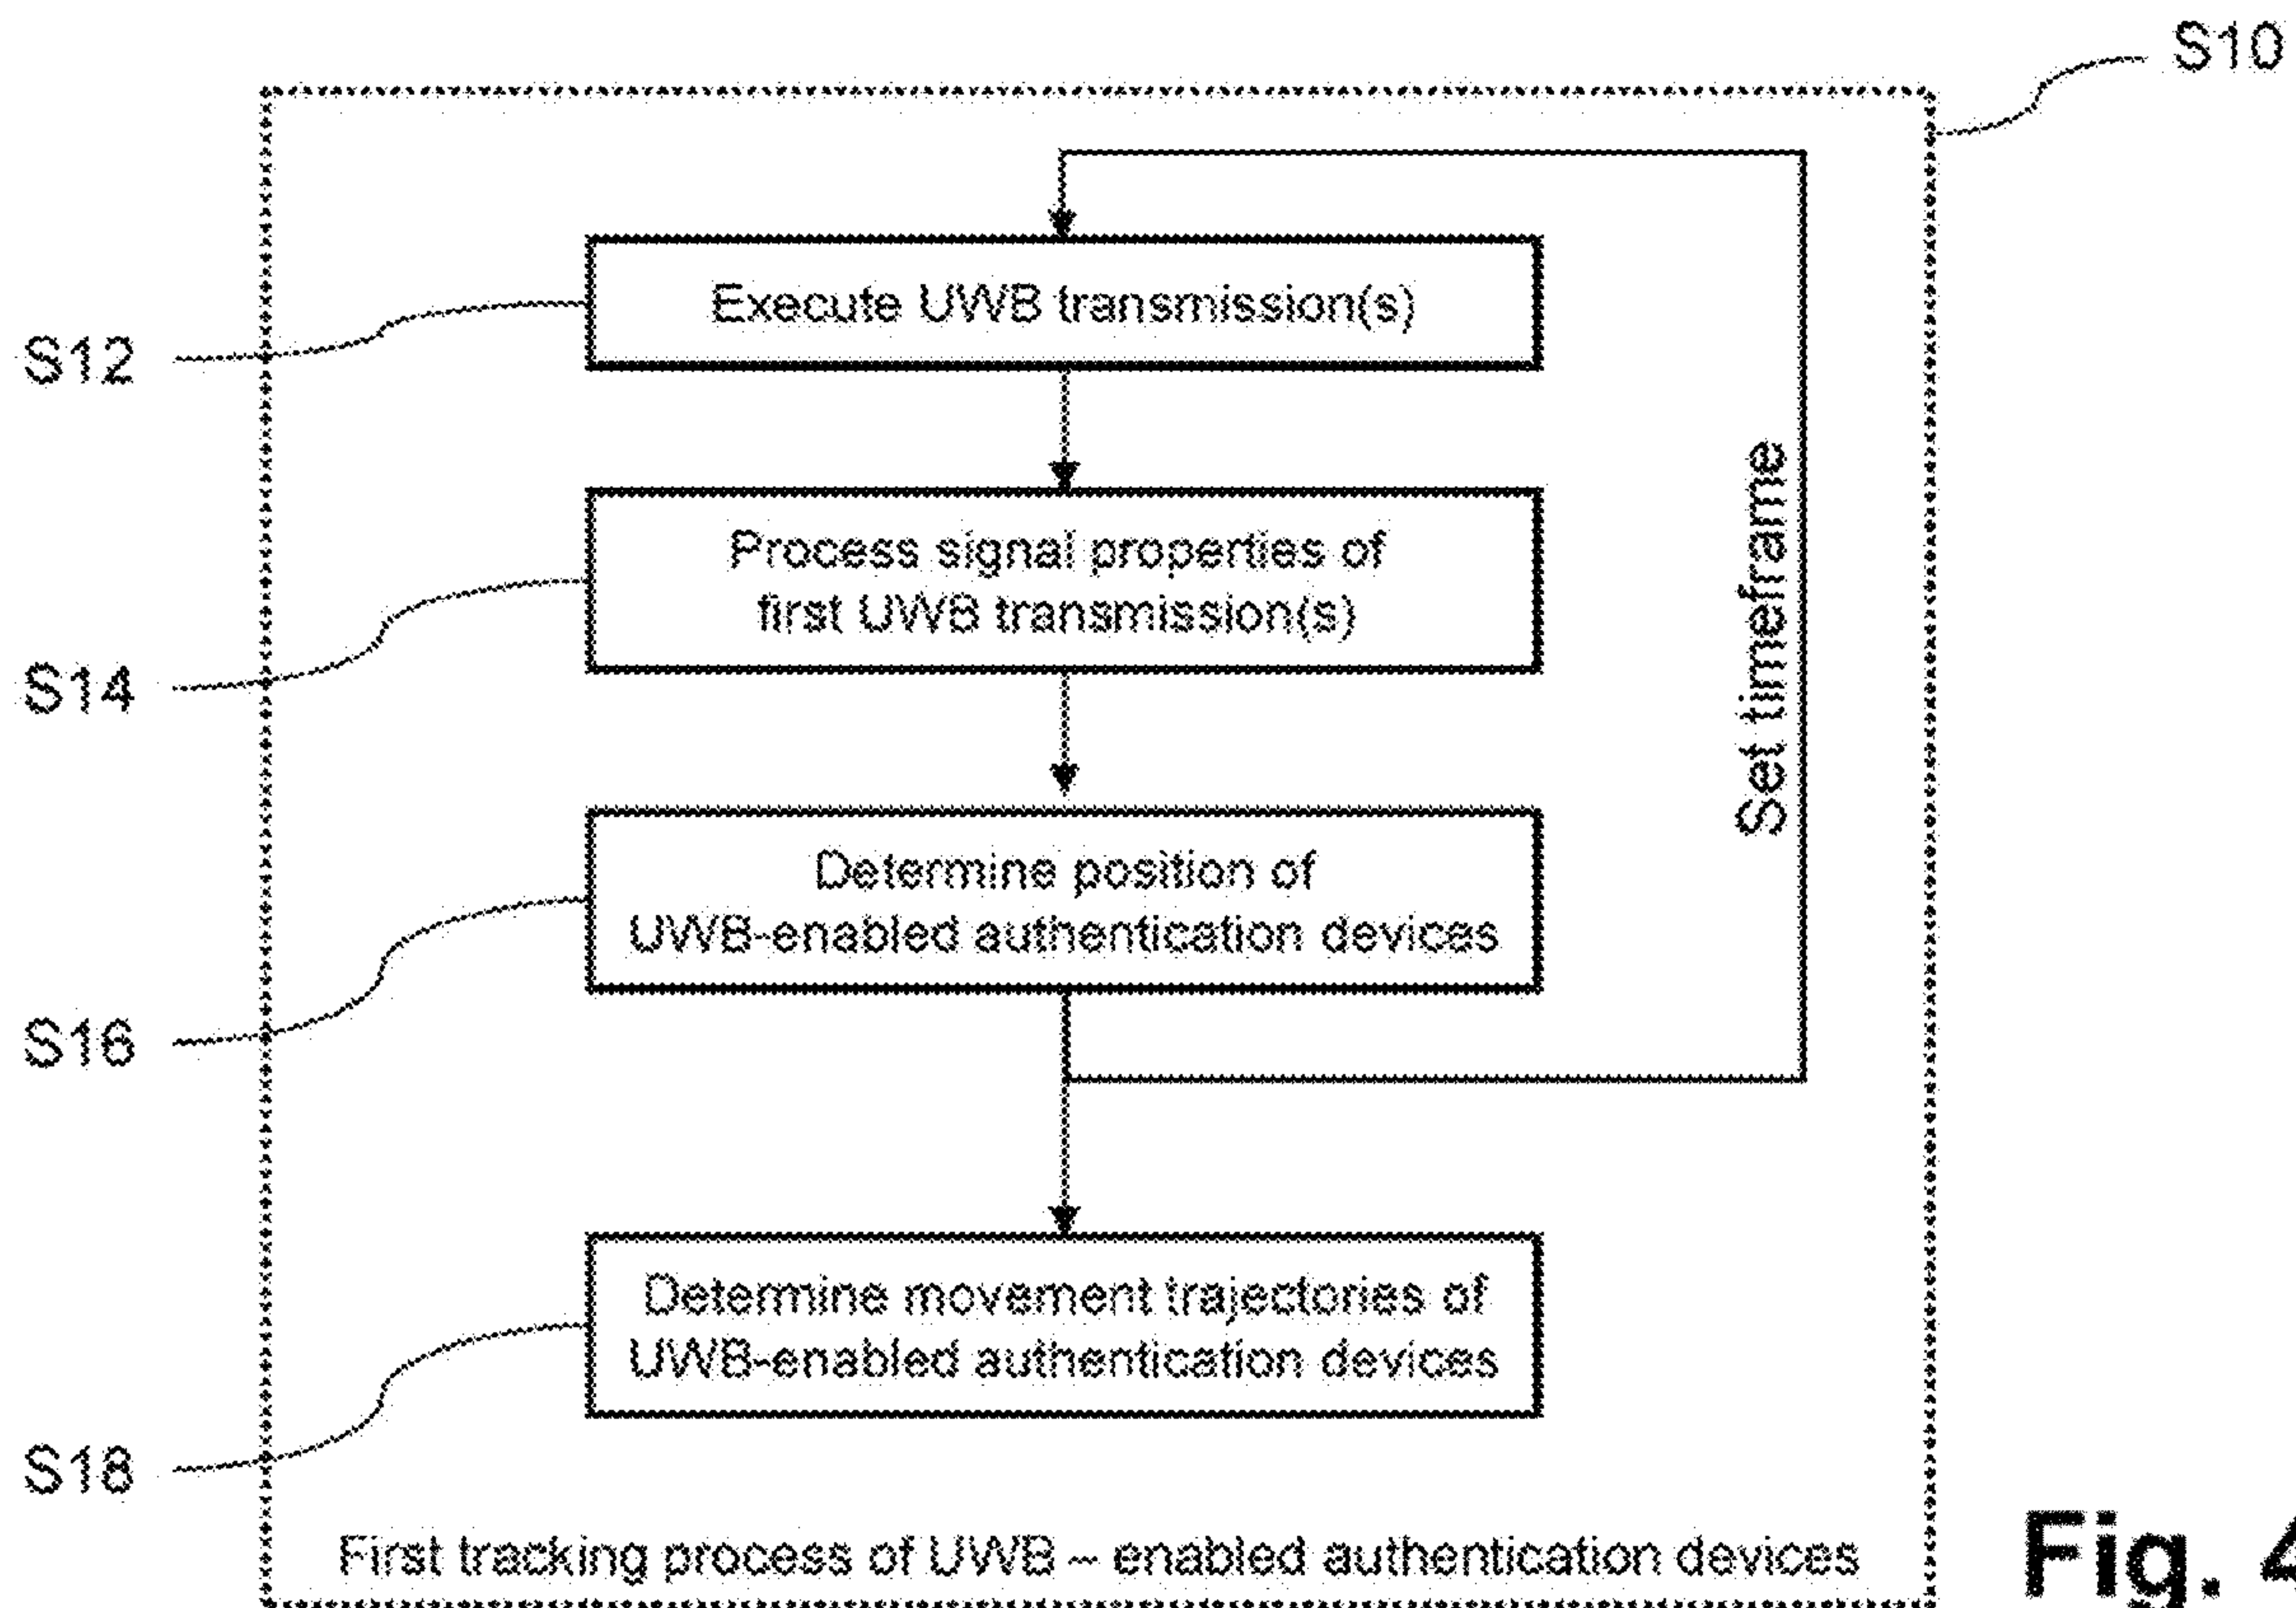 S10
Execute UWB transmission(s)
S12
Process signal properties of
first UWB transmission(s)
S14
Set timeframe
Determine position of
UWB-enabled authentication devices
S16
Determine movement trajectories of
UWB-enabled authentication devices
S18
First tracking process of UWB – enabled authentication devices
Fig. 4